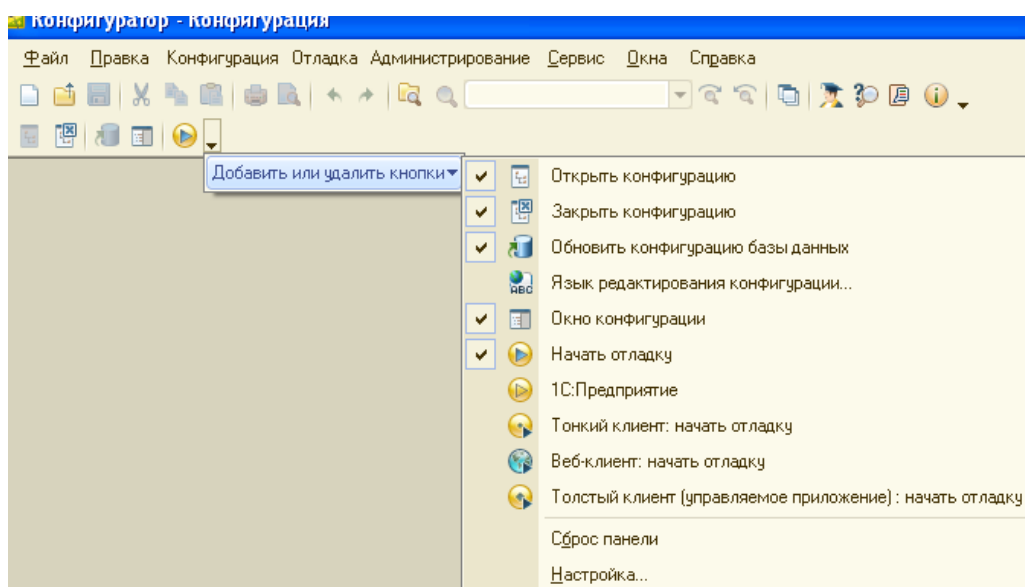 Конфигуратор - Конфигурация
Файл Правка Конфигурация Отладка Администрирование Сервис Окна Справка
Добавить или удалить кнопки
Открыть конфигурацию
Закрыть конфигурацию
Обновить конфигурацию базы данных
ABC Язык редактирования конфигурации...
Окно конфигурации
Начать отладку
1С:Предприятие
Тонкий клиент: начать отладку
Веб-клиент: начать отладку
Толстый клиент (управляемое приложение) : начать отладку
Сброс панели
Настройка...